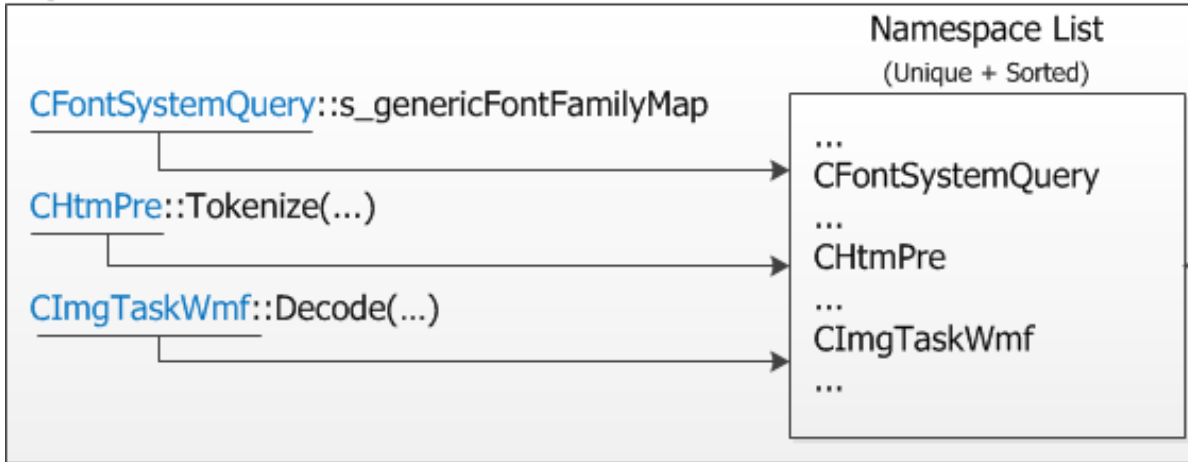 Namespace List
(Unique + Sorted)
CFontSystemQuery::s_genericFontFamilyMap
CHtmPre::Tokenize(...)
CImgTaskWmf::Decode(...)
...
CFontSystemQuery
...
CHtmPre
...
CImgTaskWmf
...